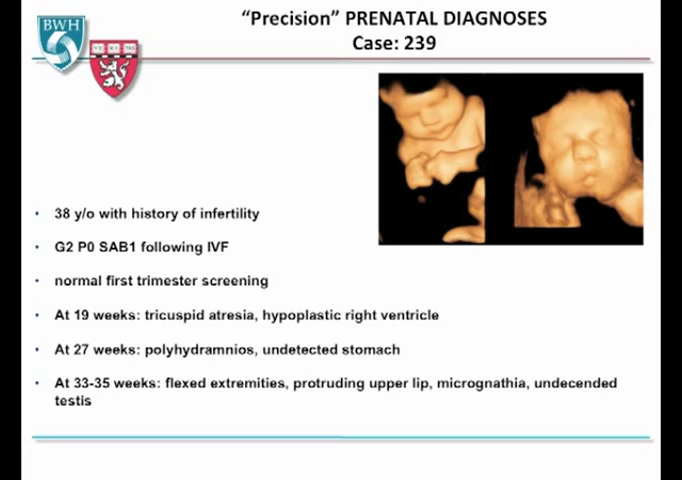 "Precision" PRENATAL DIAGNOSES
Case: 239
BWH
• 38 y/o with history of infertility
• G2 P0 SAB1 following IVF
• normal first trimester screening
• At 19 weeks: tricuspid atresia, hypoplastic right ventricle
• At 27 weeks: polyhydramnios, undetected stomach
• At 33-35 weeks: flexed extremities, protruding upper lip, micrognathia, undecended
testis